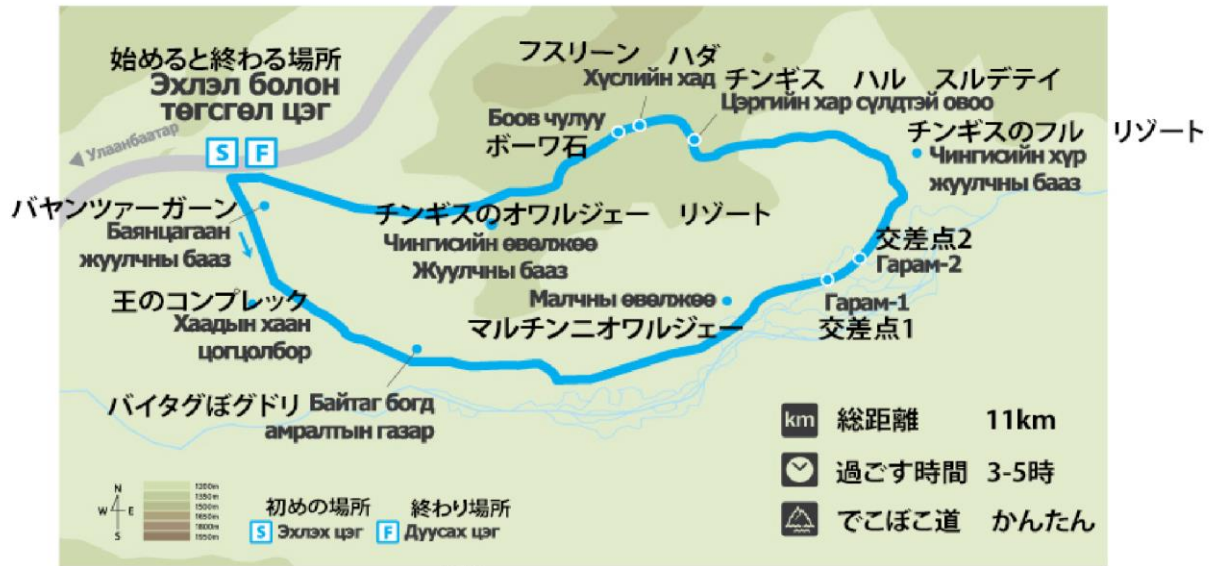 始めると終わる場所
Эхлэл болон
төгсгөл цэг
Улаанбаатар
S F
フスリーン ハダ
Хүслийн хад
チンギス ハル スルデテイ
Цэргийн хар сүлдтэй овоо
Боов чулуу
ボーワ石
チンギスのフル リゾート
Чингисийн хүр
жуулчны бааз
バヤンツァーガーン
Баянцагаан
жуулчны бааз
チンギスのオワルジェー リゾート
Чингисийн өвөлжөө
Жуулчны бааз
交差点2
Гарам-2
王のコンプレック
Хаадын хаан
цогцолбор
Малчны өвөлжөө
マルチンニオワルジェー
Гарам-1
交差点1
バイタグぼグドリ Байтаг богд
амралтын газар
km 総距離 11km
過ごす時間 3-5時
でこぼこ道 かんたん
N
W E
S
1200m
1350m
1500m
1650m
1800m
1950m
初めの場所 終わり場所
S Эхлэх цэг F Дуусах цэг